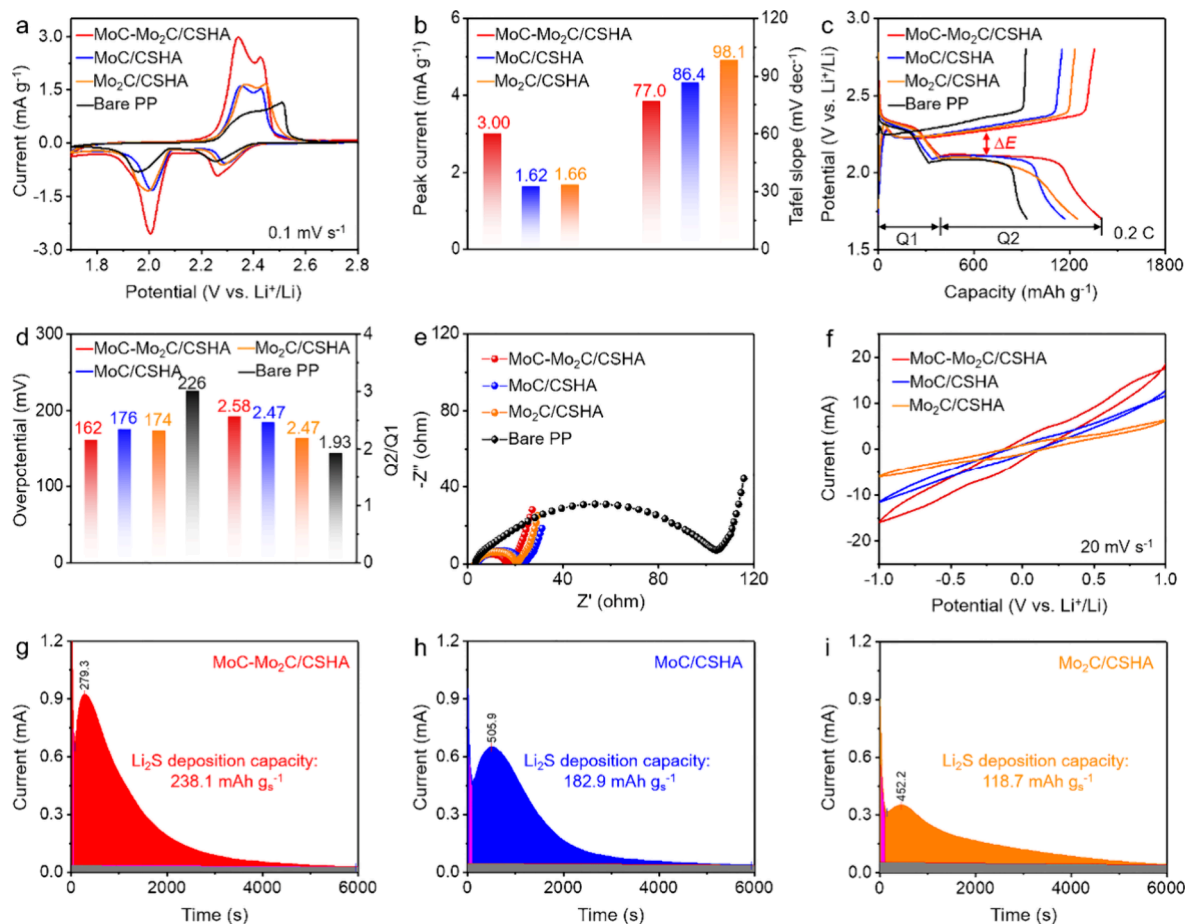 a
MoC-Mo₂C/CSHA
MoC/CSHA
Mo₂C/CSHA
Bare PP
3.0
1.5
0.0
-1.5
-3.0
Current (mA g⁻¹)
0.1 mV s⁻¹
1.8 2.0 2.2 2.4 2.6 2.8
Potential (V vs. Li⁺/Li)
b
MoC-Mo₂C/CSHA
MoC/CSHA
Mo₂C/CSHA
6
4
2
0
Peak current (mA g⁻¹)
3.00
1.62
1.66
77.0
86.4
98.1
120
90
60
30
0
Tafel slope (mV dec⁻¹)
c
MoC-Mo₂C/CSHA
MoC/CSHA
Mo₂C/CSHA
Bare PP
3.0
2.4
2.1
1.8
1.5
Potential (V vs. Li⁺/Li)
ΔE
Q1
Q2
0.2 C
0 600 1200 1800
Capacity (mAh g⁻¹)
d
MoC-Mo₂C/CSHA
Mo₂C/CSHA
MoC/CSHA
Bare PP
300
200
150
100
50
0
Overpotential (mV)
162
176
174
226
2.58
2.47
2.47
1.93
4
3
2
1
0
Q2/Q1
e
MoC-Mo₂C/CSHA
MoC/CSHA
Mo₂C/CSHA
Bare PP
120
80
40
0
-Z'' (ohm)
0 40 80 120
Z' (ohm)
f
MoC-Mo₂C/CSHA
MoC/CSHA
Mo₂C/CSHA
20
10
0
-10
-20
Current (mA)
20 mV s⁻¹
-1.0 -0.5 0.0 0.5 1.0
Potential (V vs. Li⁺/Li)
g
MoC-Mo₂C/CSHA
1.2
0.9
0.6
0.3
0.0
Current (mA)
279.3
Li₂S deposition capacity:
238.1 mAh gₛ⁻¹
0 2000 4000 6000
Time (s)
h
MoC/CSHA
1.2
0.9
0.6
0.3
0.0
Current (mA)
505.9
Li₂S deposition capacity:
182.9 mAh gₛ⁻¹
0 2000 4000 6000
Time (s)
i
Mo₂C/CSHA
1.2
0.9
0.6
0.3
0.0
Current (mA)
452.2
Li₂S deposition capacity:
118.7 mAh gₛ⁻¹
0 2000 4000 6000
Time (s)